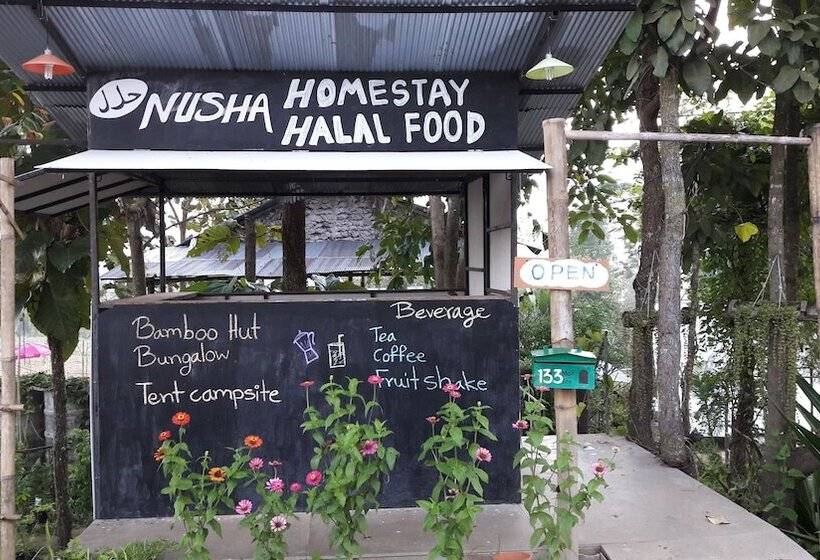 حلال NUSHA HOMESTAY
HALAL FOOD
OPEN
Bamboo Hut
Bungalow
Tent campsite
Beverage
Tea
Coffee
Fruit shake
133